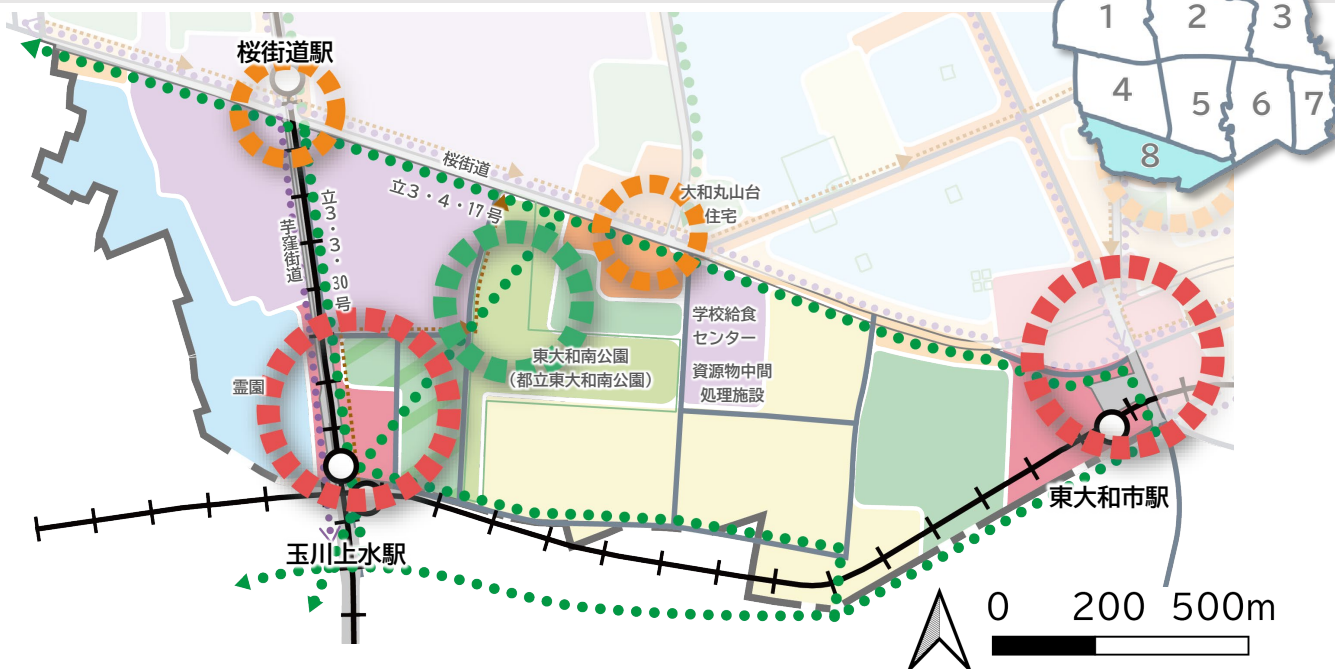 桜街道駅
1
2
3
4
5
6
7
8
桜街道
立3・4・17号
大和丸山台
住宅
立3・3・30号
芋窪街道
学校給食
センター
東大和南公園
(都立東大和南公園)
資源物中間
処理施設
霊園
東大和市駅
玉川上水駅
0 200 500m